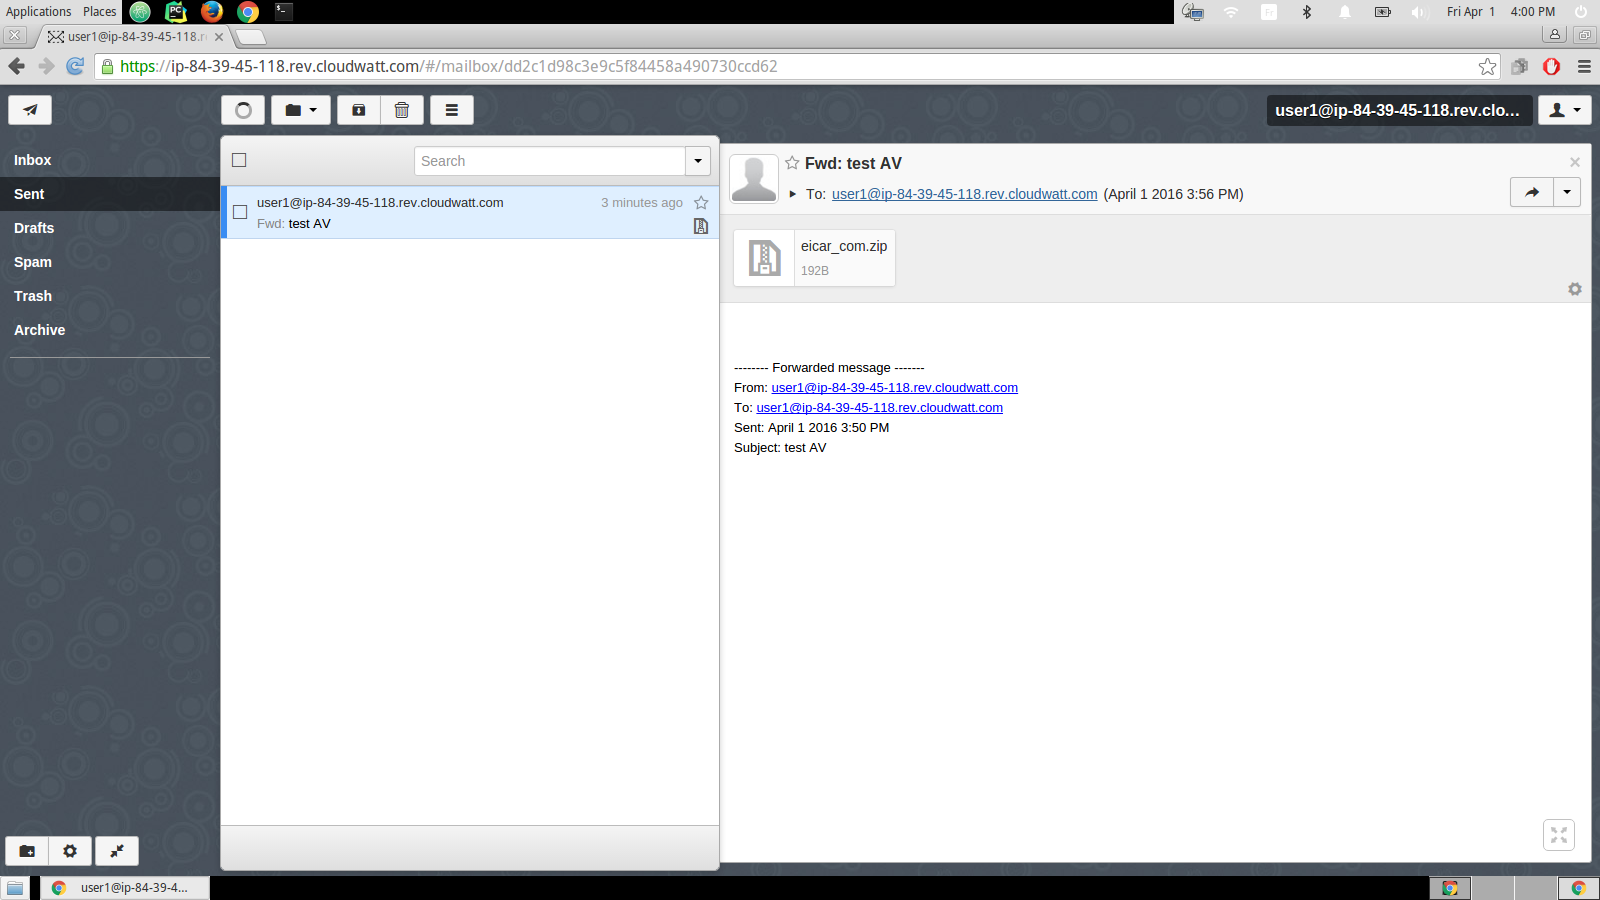 Applications Places
Fri Apr 1 4:00 PM
user1@ip-84-39-45-118.r
https://ip-84-39-45-118.rev.cloudwatt.com/#/mailbox/dd2c1d98c3e9c5f84458a490730ccd62
user1@ip-84-39-45-118.rev.clo...
Inbox
Sent
Drafts
Spam
Trash
Archive
Search
user1@ip-84-39-45-118.rev.cloudwatt.com 3 minutes ago
Fwd: test AV
Fwd: test AV
To: user1@ip-84-39-45-118.rev.cloudwatt.com (April 1 2016 3:56 PM)
eicar_com.zip
192B
-------- Forwarded message -------
From: user1@ip-84-39-45-118.rev.cloudwatt.com
To: user1@ip-84-39-45-118.rev.cloudwatt.com
Sent: April 1 2016 3:50 PM
Subject: test AV
user1@ip-84-39-4...